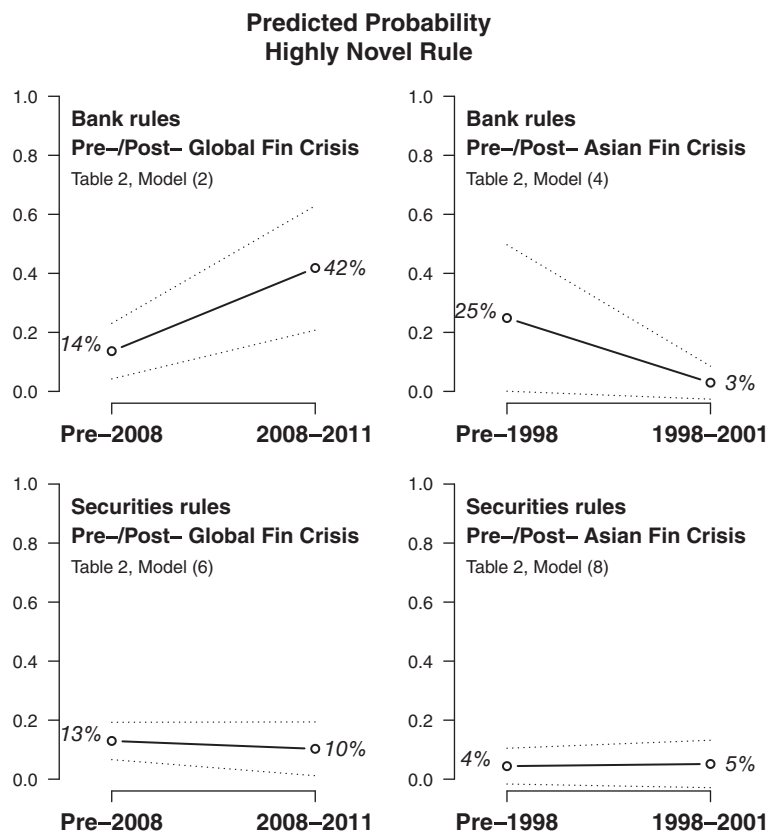 Predicted Probability
Highly Novel Rule
1.0
0.8
0.6
0.4
0.2
0.0
Bank rules
Pre–/Post– Global Fin Crisis
Table 2, Model (2)
14%
42%
Pre–2008
2008–2011
1.0
0.8
0.6
0.4
0.2
0.0
Bank rules
Pre–/Post– Asian Fin Crisis
Table 2, Model (4)
25%
3%
Pre–1998
1998–2001
1.0
0.8
0.6
0.4
0.2
0.0
Securities rules
Pre–/Post– Global Fin Crisis
Table 2, Model (6)
13%
10%
Pre–2008
2008–2011
1.0
0.8
0.6
0.4
0.2
0.0
Securities rules
Pre–/Post– Asian Fin Crisis
Table 2, Model (8)
4%
5%
Pre–1998
1998–2001